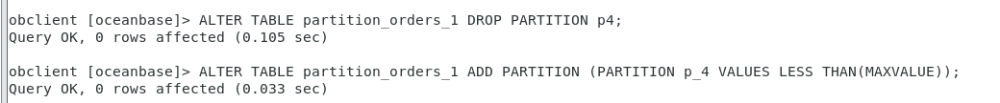 obclient [oceanbase]> ALTER TABLE partition_orders_1 DROP PARTITION p4;
Query OK, 0 rows affected (0.105 sec)
obclient [oceanbase]> ALTER TABLE partition_orders_1 ADD PARTITION (PARTITION p_4 VALUES LESS THAN(MAXVALUE));
Query OK, 0 rows affected (0.033 sec)